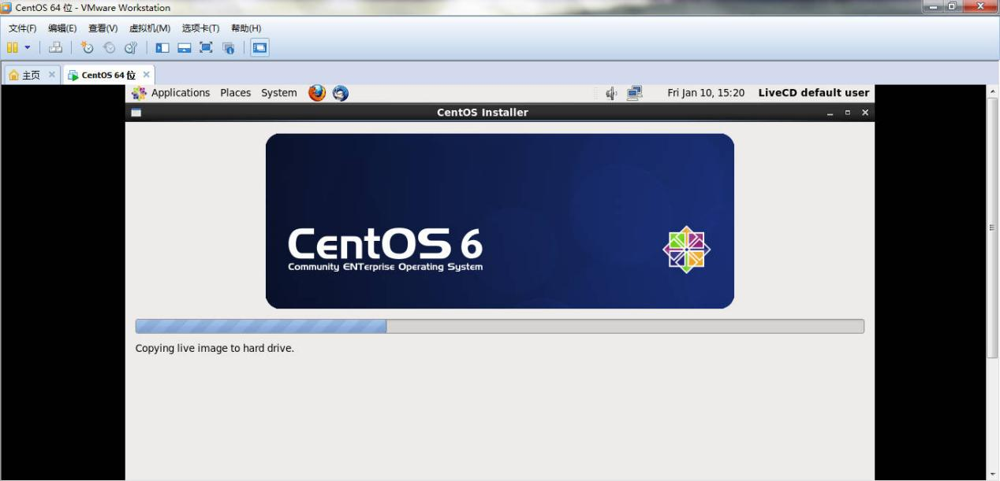 CentOS 64 位 - VMware Workstation
文件(F) 编辑(E) 查看(V) 虚拟机(M) 选项卡(T) 帮助(H)
主页 CentOS 64 位
Applications Places System Fri Jan 10, 15:20 LiveCD default user
CentOS Installer
CentOS 6
Community ENTerprise Operating System
Copying live image to hard drive.